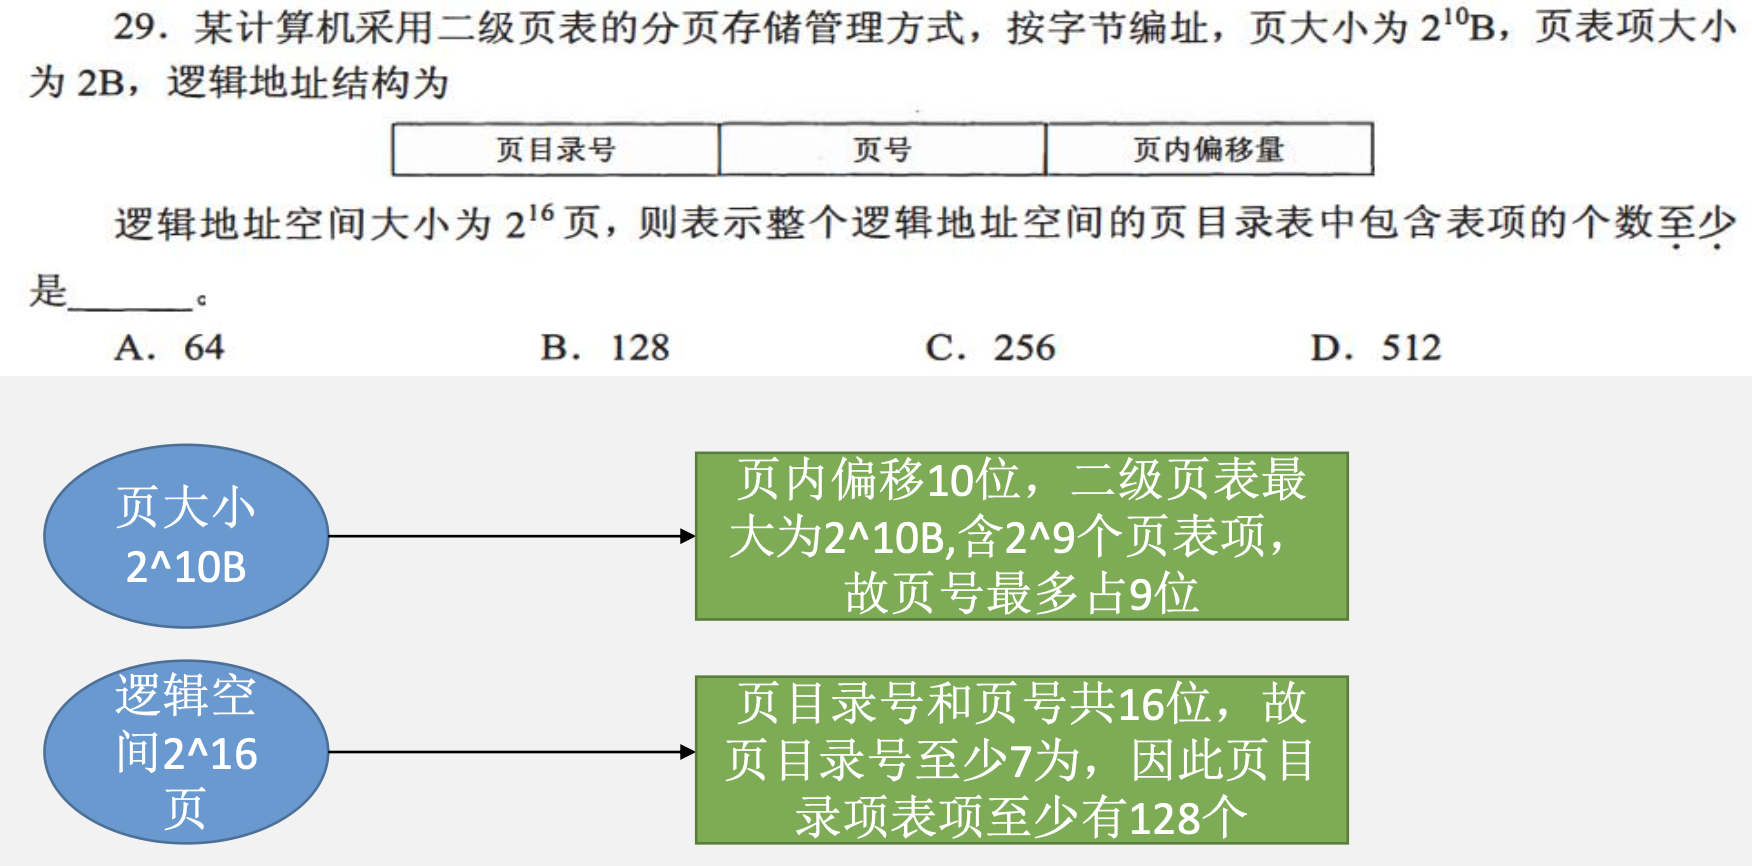 29．某计算机采用二级页表的分页存储管理方式，按字节编址，页大小为 2¹⁰B，页表项大小
为 2B，逻辑地址结构为
页目录号 页号 页内偏移量
逻辑地址空间大小为 2¹⁶ 页，则表示整个逻辑地址空间的页目录表中包含表项的个数至少
是______。
A．64 B．128 C．256 D．512
页大小
2^10B
页内偏移10位，二级页表最
大为2^10B,含2^9个页表项，
故页号最多占9位
逻辑空
间2^16
页
页目录号和页号共16位，故
页目录号至少7为，因此页目
录项表项至少有128个